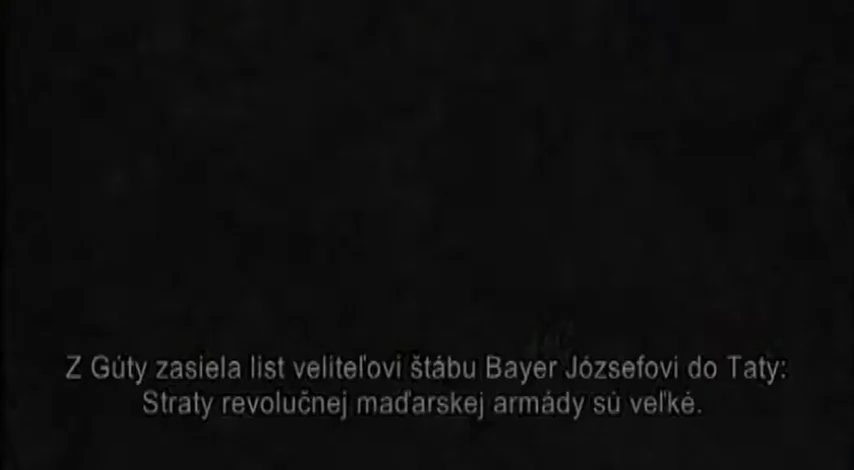 Z Gúty zasiela list veliteľovi štábu Bayer Józsefovi do Taty:
Straty revolučnej maďarskej armády sú veľké.